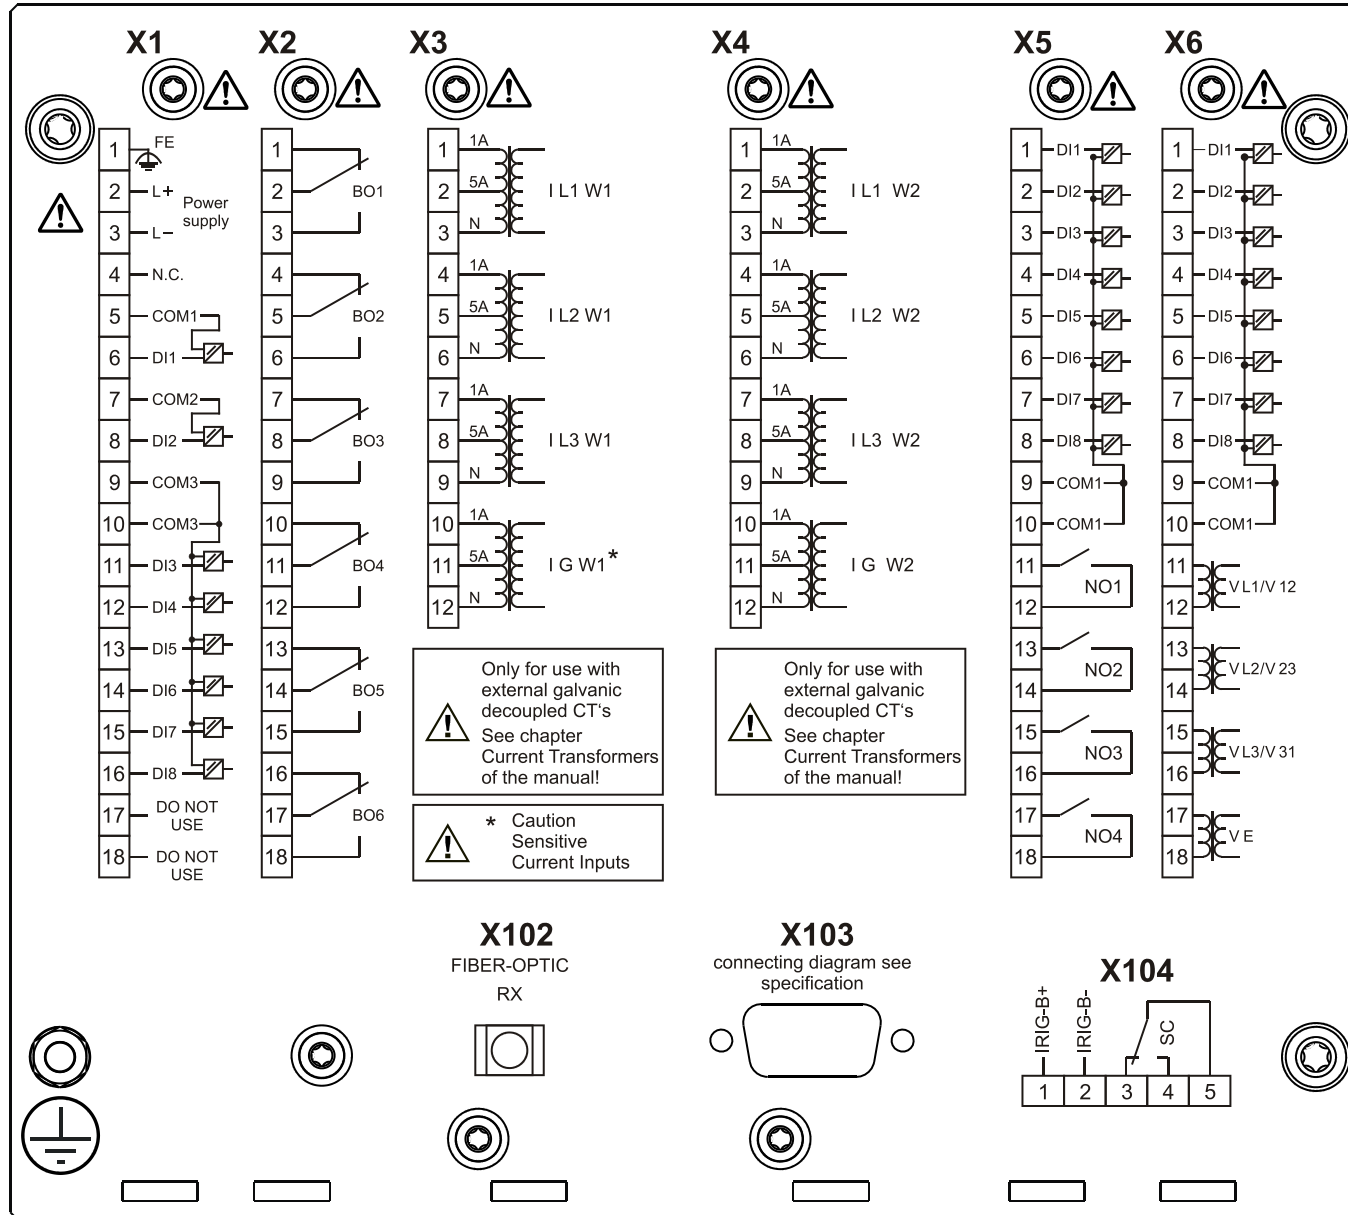 X1
X2
X3
X4
X5
X6
1 FE
2 L+
Power
supply
3 L–
4 N.C.
5 COM1
6 DI1
7 COM2
8 DI2
9 COM3
10 COM3
11 DI3
12 DI4
13 DI5
14 DI6
15 DI7
16 DI8
17 DO NOT
USE
18 DO NOT
USE
1
2 BO1
3
4
5 BO2
6
7
8 BO3
9
10
11 BO4
12
13
14 BO5
15
16
17 BO6
18
1 1A
2 5A I L1 W1
3 N
4 1A
5 5A I L2 W1
6 N
7 1A
8 5A I L3 W1
9 N
10 1A
11 5A I G W1*
12 N
Only for use with
external galvanic
decoupled CT‘s
See chapter
Current Transformers
of the manual!
* Caution
Sensitive
Current Inputs
1 1A
2 5A I L1 W2
3 N
4 1A
5 5A I L2 W2
6 N
7 1A
8 5A I L3 W2
9 N
10 1A
11 5A I G W2
12 N
Only for use with
external galvanic
decoupled CT‘s
See chapter
Current Transformers
of the manual!
1 DI1
2 DI2
3 DI3
4 DI4
5 DI5
6 DI6
7 DI7
8 DI8
9 COM1
10 COM1
11
NO1
12
13
NO2
14
15
NO3
16
17
NO4
18
1 DI1
2 DI2
3 DI3
4 DI4
5 DI5
6 DI6
7 DI7
8 DI8
9 COM1
10 COM1
11
V L1/V 12
12
13
V L2/V 23
14
15
V L3/V 31
16
17
V E
18
X102
FIBER-OPTIC
RX
X103
connecting diagram see
specification
X104
IRIG-B+
IRIG-B-
SC
1 2 3 4 5